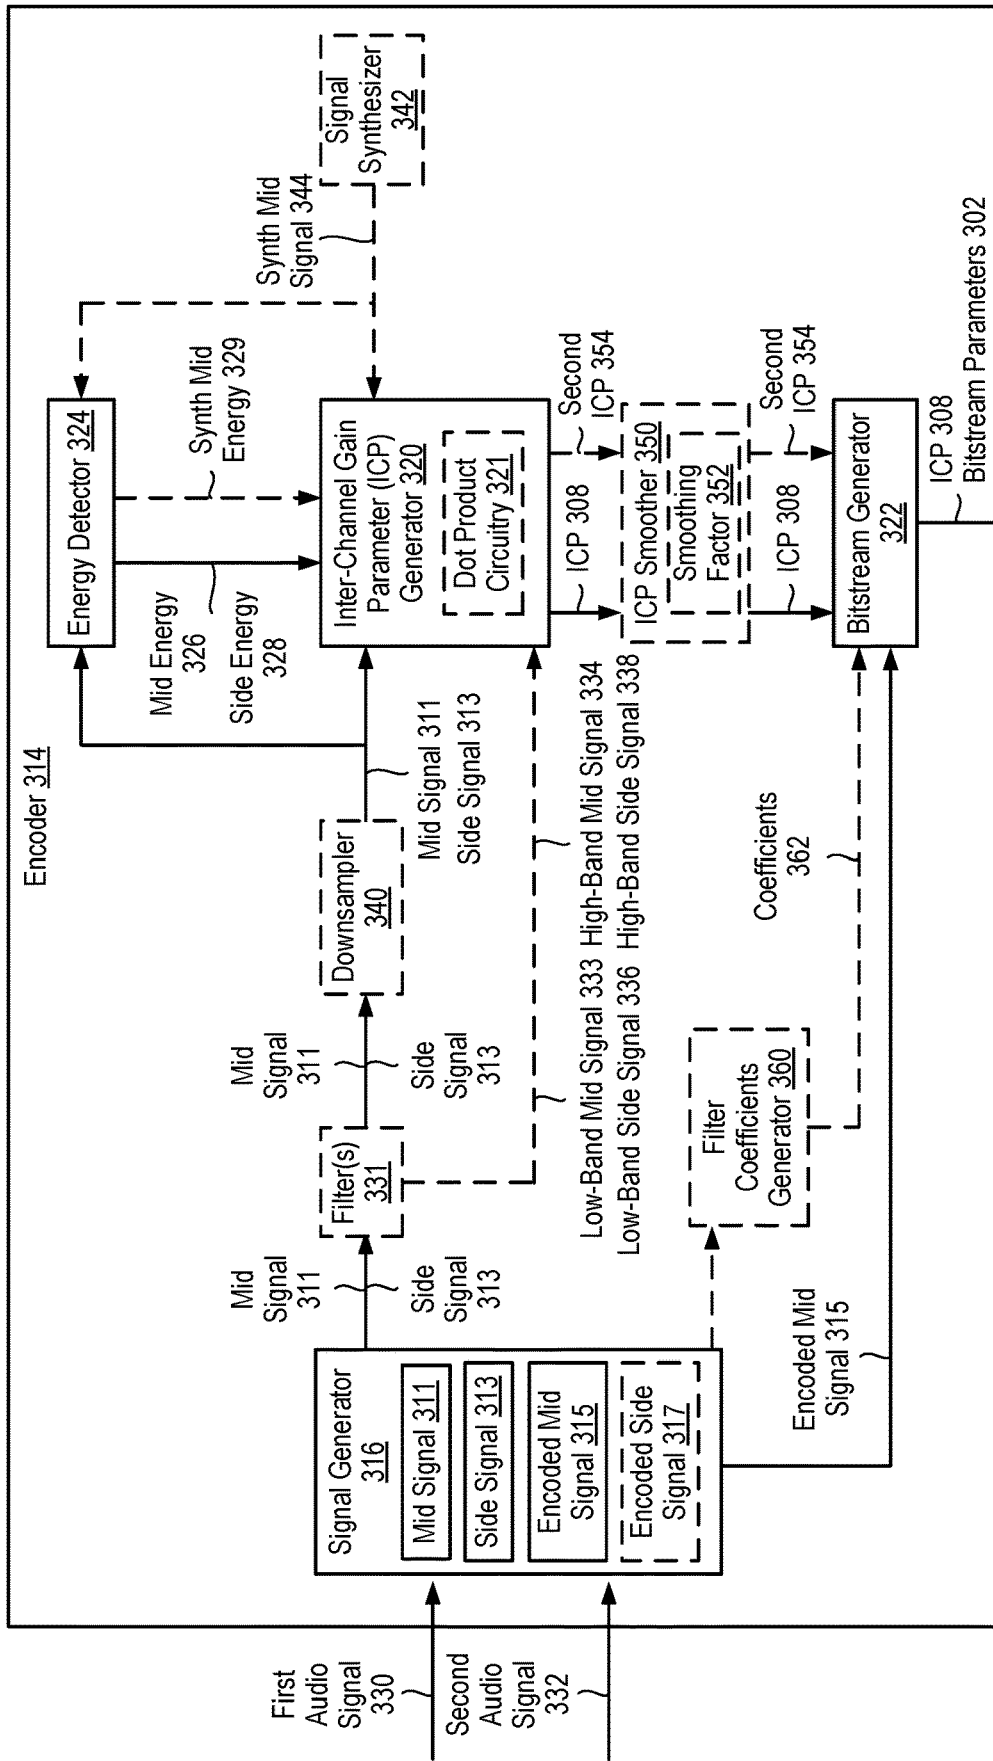 Encoder 314
First
Audio
Signal
330
Second
Audio
Signal
332
Signal Generator
316
Mid Signal 311
Side Signal 313
Encoded Mid
Signal 315
Encoded Side
Signal 317
Mid
Signal
311
Side
Signal
313
Filter(s)
331
Mid
Signal
311
Side
Signal
313
Downsampler
340
Mid Signal 311
Side Signal 313
Low-Band Mid Signal 333 High-Band Mid Signal 334
Low-Band Side Signal 336 High-Band Side Signal 338
Energy Detector 324
Mid Energy
326
Side Energy
328
Synth Mid
Energy 329
Synth Mid
Signal 344
Signal
Synthesizer
342
Inter-Channel Gain
Parameter (ICP)
Generator 320
Dot Product
Circuitry 321
ICP 308
Second
ICP 354
ICP Smoother 350
Smoothing
Factor 352
ICP 308
Second
ICP 354
Filter
Coefficients
Generator 360
Coefficients
362
Encoded Mid
Signal 315
Bitstream Generator
322
ICP 308
Bitstream Parameters 302